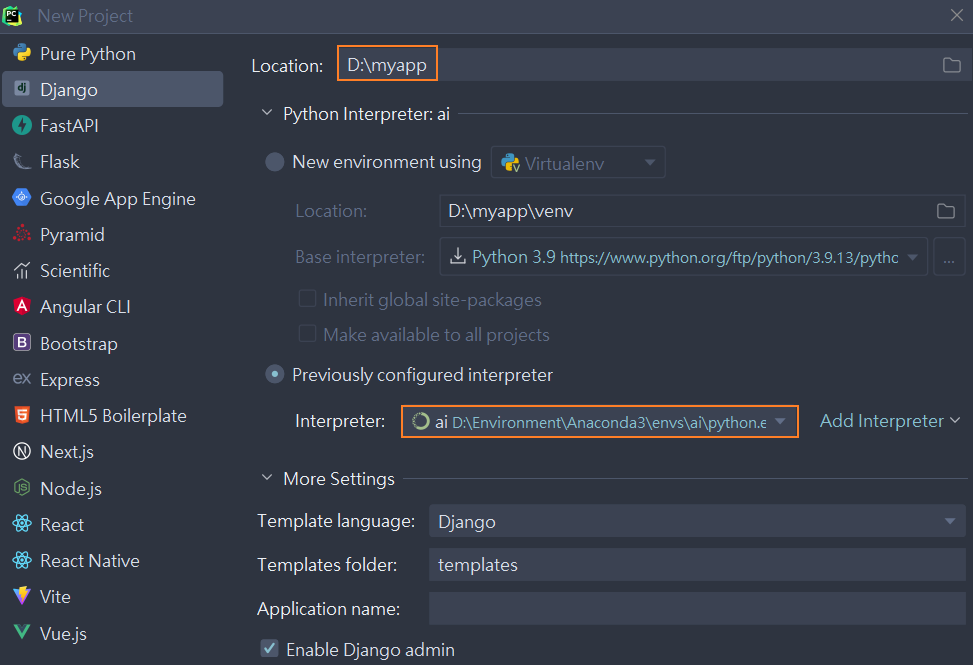 New Project
Pure Python
Django
FastAPI
Flask
Google App Engine
Pyramid
Scientific
Angular CLI
Bootstrap
Express
HTML5 Boilerplate
Next.js
Node.js
React
React Native
Vite
Vue.js
Location: D:\myapp
Python Interpreter: ai
New environment using Virtualenv
Location: D:\myapp\venv
Base interpreter: Python 3.9 https://www.python.org/ftp/python/3.9.13/pythc ...
Inherit global site-packages
Make available to all projects
Previously configured interpreter
Interpreter: ai D:\Environment\Anaconda3\envs\ai\python.e Add Interpreter
More Settings
Template language: Django
Templates folder: templates
Application name:
Enable Django admin